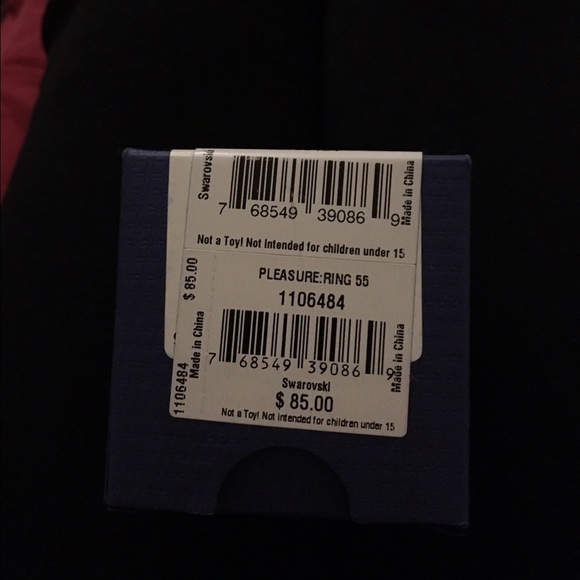 Swarovski
7 68549 39086 9
Made in China
Not a Toy! Not Intended for children under 15
$ 85.00
PLEASURE:RING 55
1106484
Made in China
1106484
7 68549 39086 9
Made in China
Swarovski
$ 85.00
Not a Toy! Not Intended for children under 15